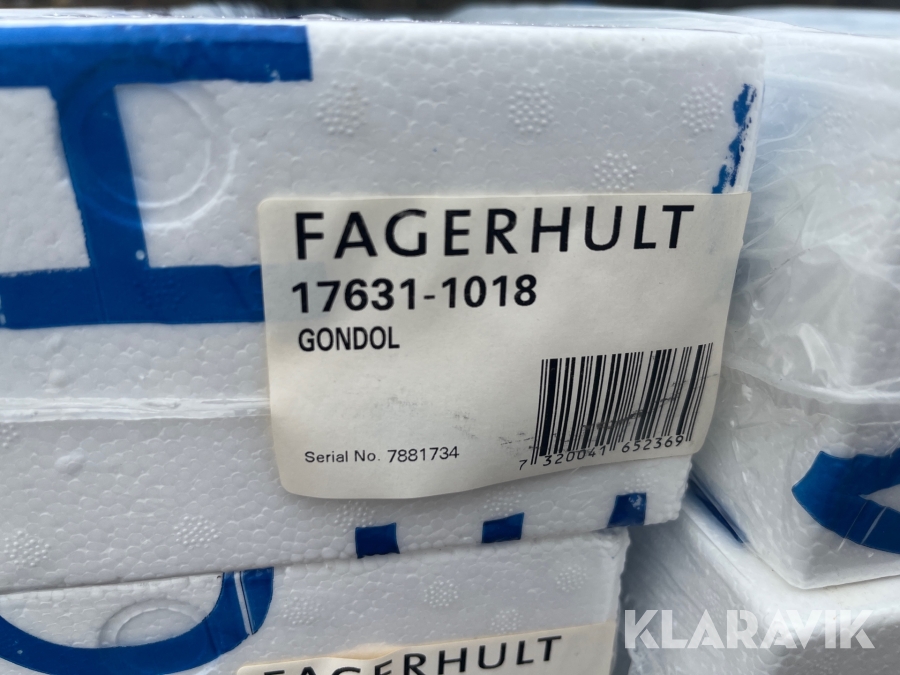 FAGERHULT
17631-1018
GONDOL
Serial No. 7881734
7 320041 652369
FAGERHULT
KLARAVIK